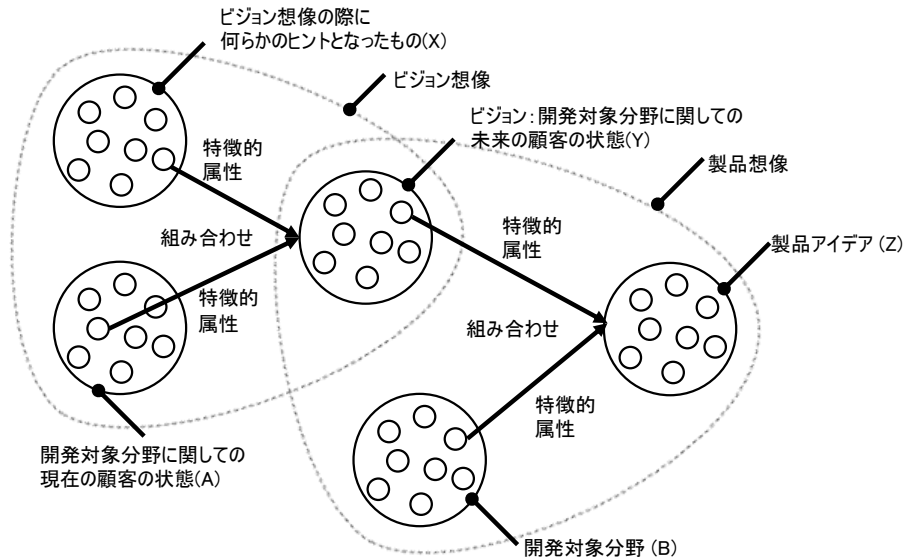 ビジョン想像の際に
何らかのヒントとなったもの(X)
ビジョン想像
ビジョン：開発対象分野に関しての
未来の顧客の状態(Y)
製品想像
特徴的
属性
組み合わせ
特徴的
属性
特徴的
属性
製品アイデア (Z)
組み合わせ
特徴的
属性
開発対象分野に関しての
現在の顧客の状態(A)
開発対象分野 (B)